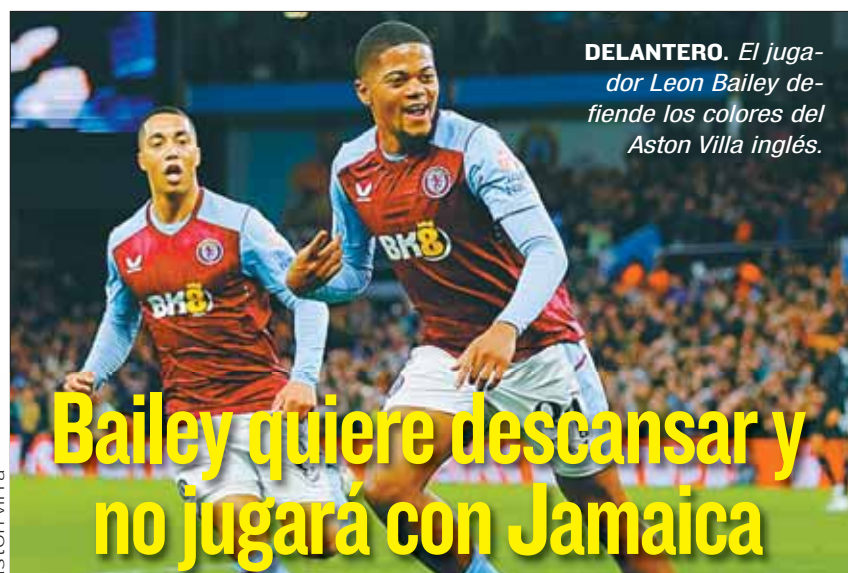 DELANTERO. El juga-
dor Leon Bailey de-
fiende los colores del
Aston Villa inglés.
BK8
BK8
Bailey quiere descansar y
no jugará con Jamaica